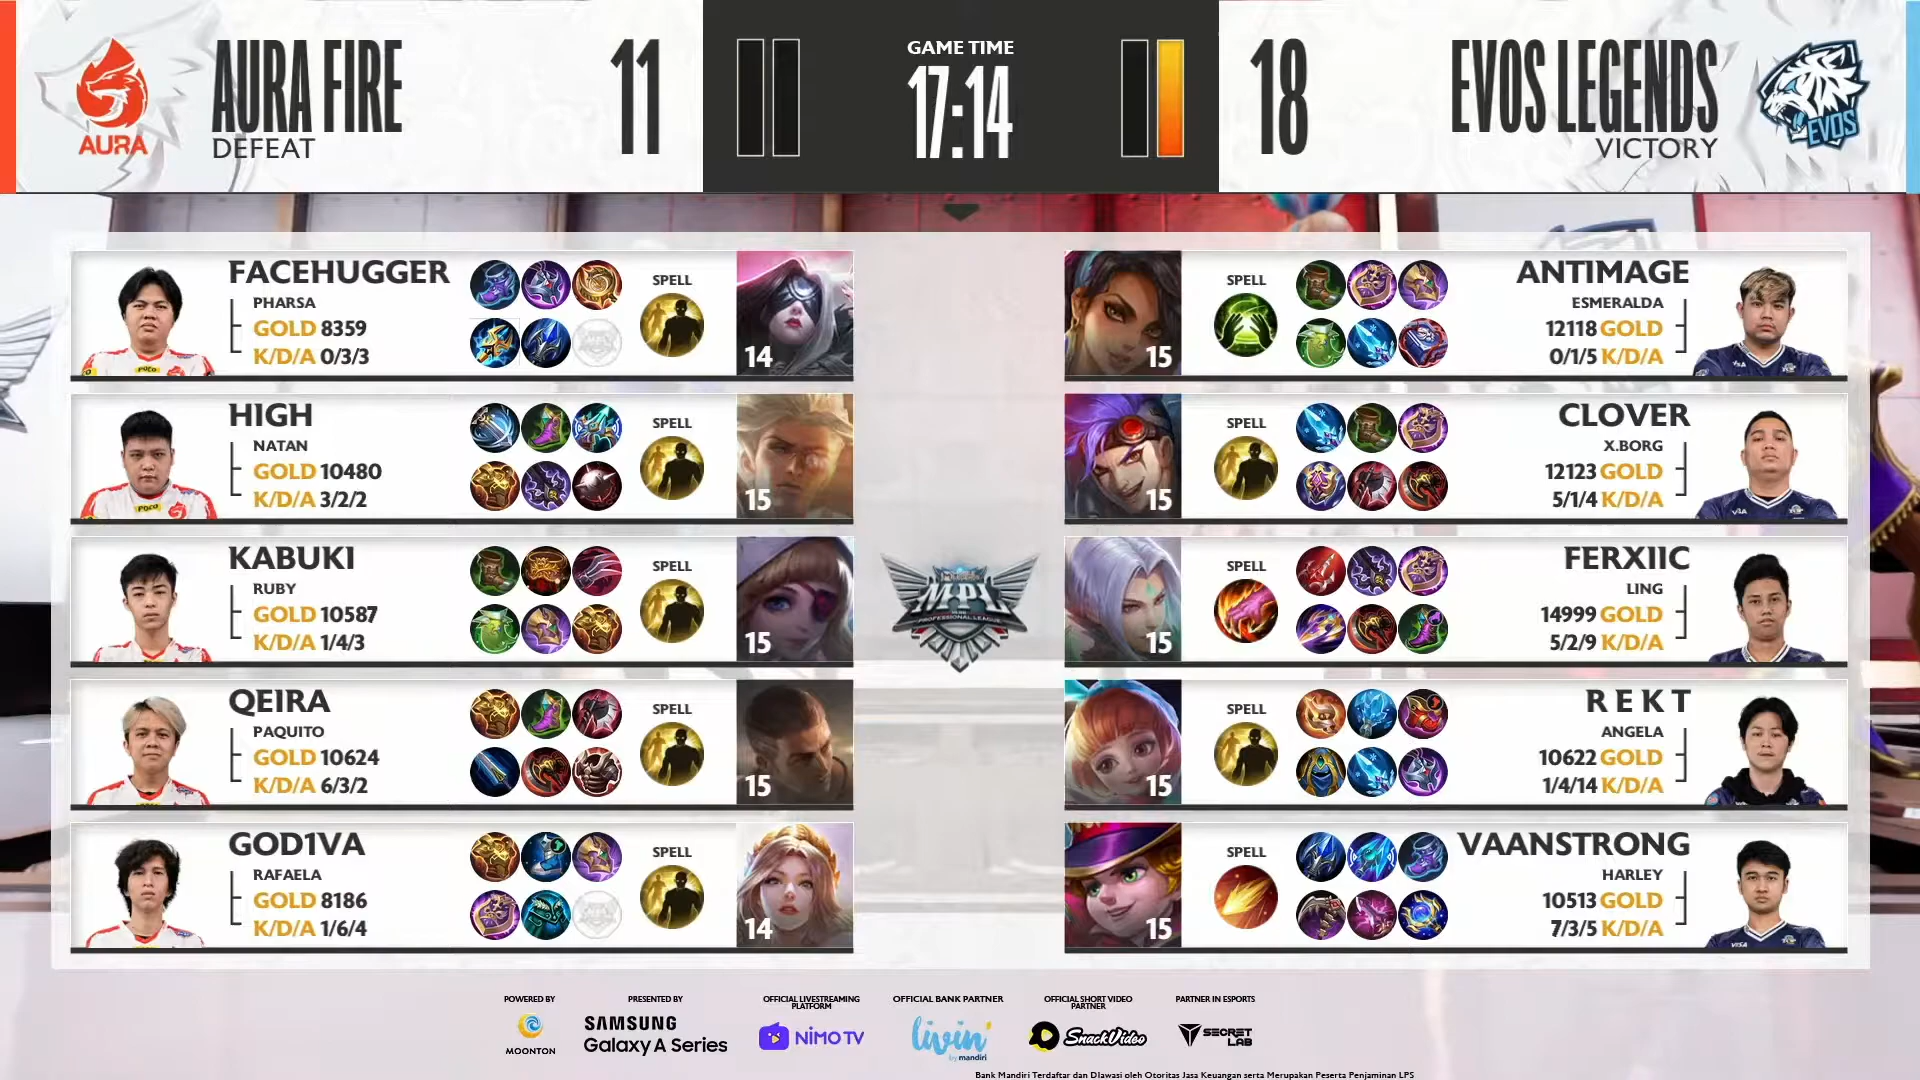 AURA
AURA FIRE
DEFEAT
11
GAME TIME
17:14
18
EVOS LEGENDS
VICTORY
EVOS
FACEHUGGER
PHARSA
GOLD 8359
K/D/A 0/3/3
SPELL
14
HIGH
NATAN
GOLD 10480
K/D/A 3/2/2
SPELL
15
KABUKI
RUBY
GOLD 10587
K/D/A 1/4/3
SPELL
15
QEIRA
PAQUITO
GOLD 10624
K/D/A 6/3/2
SPELL
15
GOD1VA
RAFAELA
GOLD 8186
K/D/A 1/6/4
SPELL
14
MPL
PROFESSIONAL LEAGUE
15
SPELL
ANTIMAGE
ESMERALDA
12118 GOLD
0/1/5 K/D/A
15
SPELL
CLOVER
X.BORG
12123 GOLD
5/1/4 K/D/A
15
SPELL
FERXIIC
LING
14999 GOLD
5/2/9 K/D/A
15
SPELL
R E K T
ANGELA
10622 GOLD
1/4/14 K/D/A
15
SPELL
VAANSTRONG
HARLEY
10513 GOLD
7/3/5 K/D/A
POWERED BY
MOONTON
PRESENTED BY
SAMSUNG
Galaxy A Series
OFFICIAL LIVESTREAMING
PLATFORM
NIMO TV
OFFICIAL BANK PARTNER
livin'
by mandiri
OFFICIAL SHORT VIDEO
PARTNER
SnackVideo
PARTNER IN ESPORTS
SECRET
LAB
Bank Mandiri Terdaftar dan DIawasi oleh Otoritas Jasa Keuangan serta Merupakan Peserta Penjaminan LPS